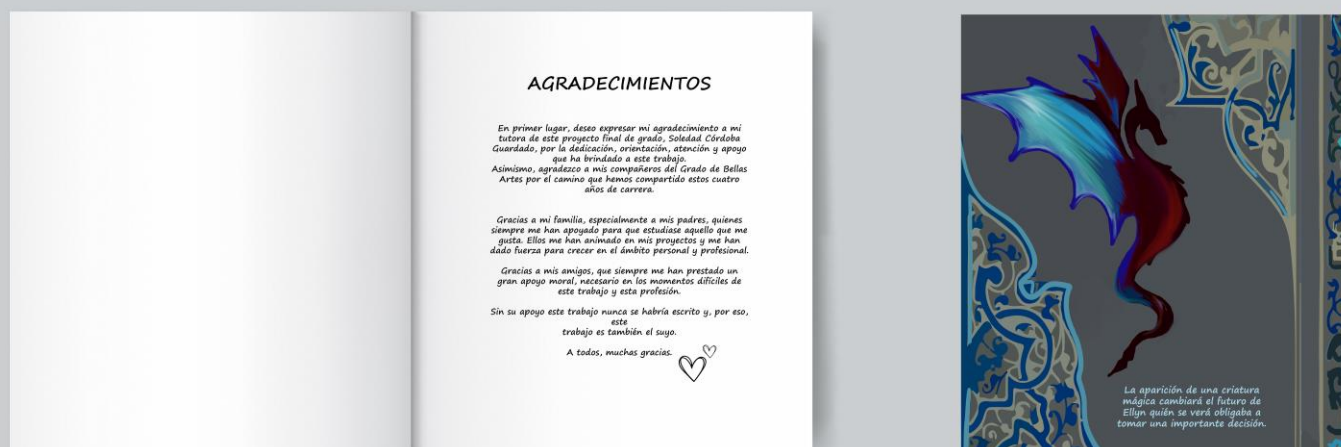 AGRADECIMIENTOS
En primer lugar, deseo expresar mi agradecimiento a mi
tutora de este proyecto final de grado, Soledad Córdoba
Guardado, por la dedicación, orientación, atención y apoyo
que ha brindado a este trabajo.
Asimismo, agradezco a mis compañeros del Grado de Bellas
Artes por el camino que hemos compartido estos cuatro
años de carrera.
Gracias a mi familia, especialmente a mis padres, quienes
siempre me han apoyado para que estudiase aquello que me
gusta. Ellos me han animado en mis proyectos y me han
dado fuerza para crecer en el ámbito personal y profesional.
Gracias a mis amigos, que siempre me han prestado un
gran apoyo moral, necesario en los momentos difíciles de
este trabajo y esta profesión.
Sin su apoyo este trabajo nunca se habría escrito y, por eso,
este
trabajo es también el suyo.
A todos, muchas gracias.
La aparición de una criatura
mágica cambiará el futuro de
Ellyn quién se verá obligaba a
tomar una importante decisión.